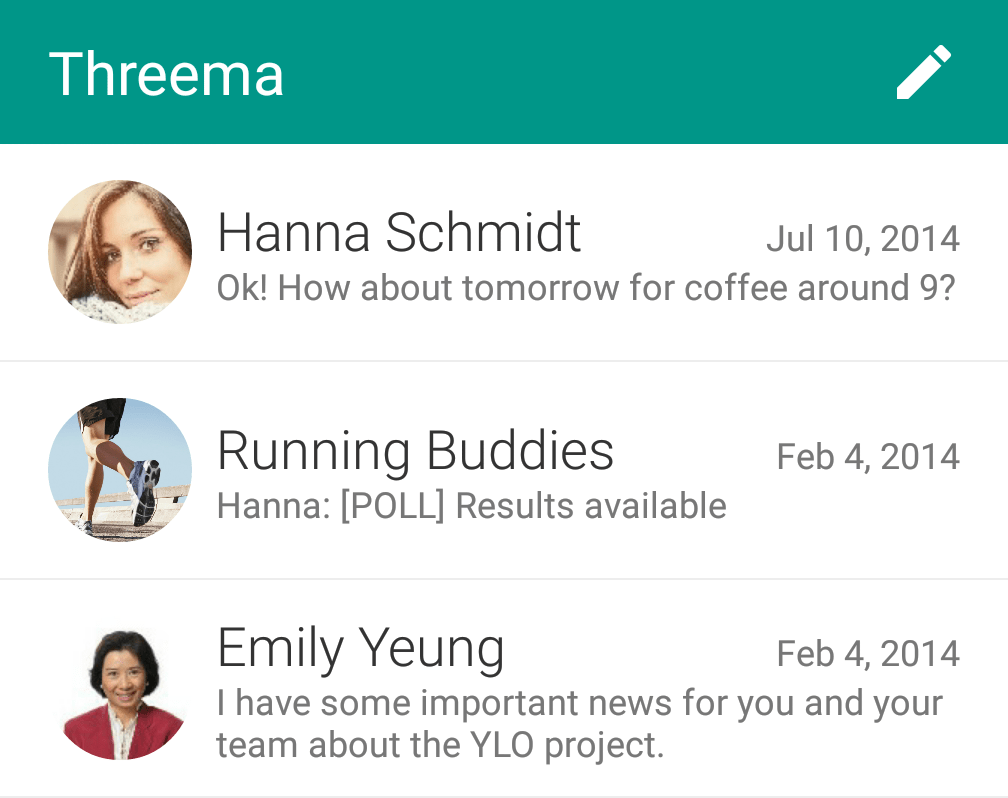 Threema
Hanna Schmidt
Jul 10, 2014
Ok! How about tomorrow for coffee around 9?
Running Buddies
Feb 4, 2014
Hanna: [POLL] Results available
Emily Yeung
Feb 4, 2014
I have some important news for you and your
team about the YLO project.